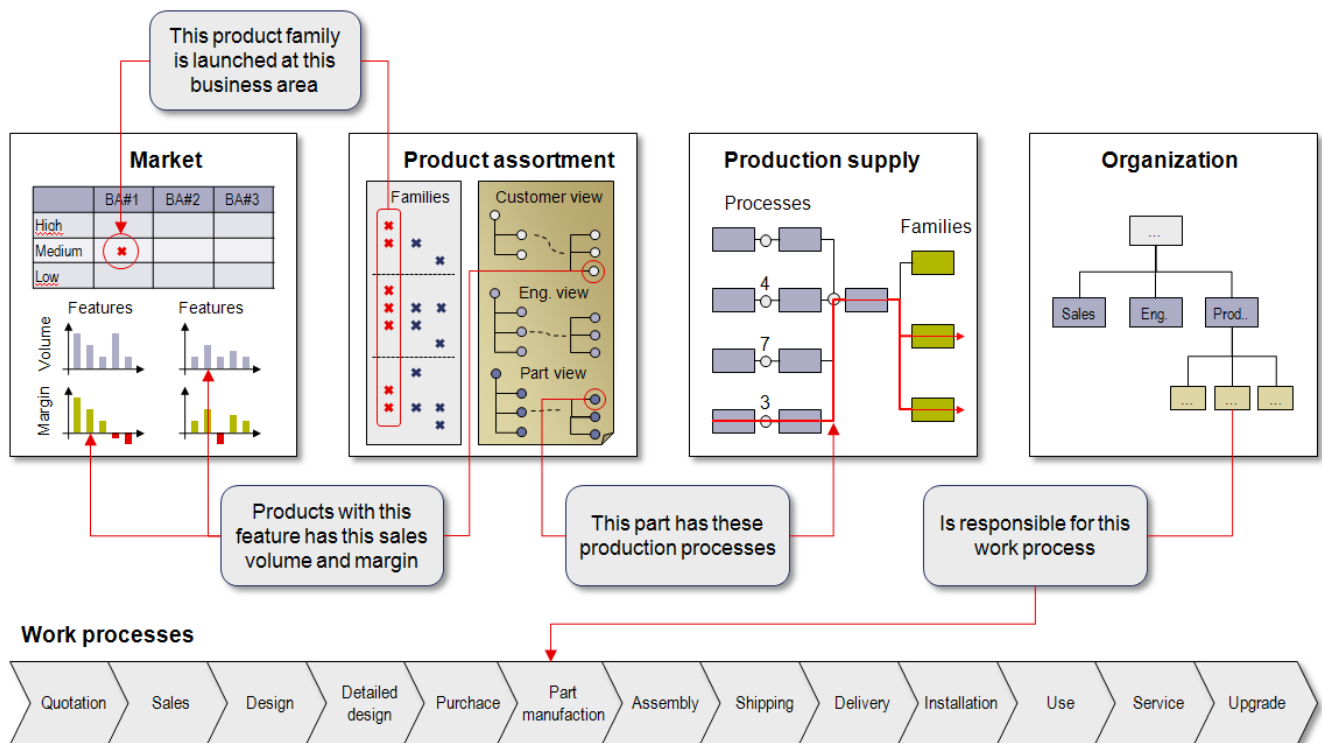 This product family
is launched at this
business area
Market
BA#1 BA#2 BA#3
High
Medium
Low
Features Features
Volume
Margin
Product assortment
Families
Customer view
Eng. view
Part view
Production supply
Processes
Families
4
7
3
Organization
...
Sales Eng. Prod..
... ... ...
Products with this
feature has this sales
volume and margin
This part has these
production processes
Is responsible for this
work process
Work processes
Quotation
Sales
Design
Detailed
design
Purchace
Part
manufaction
Assembly
Shipping
Delivery
Installation
Use
Service
Upgrade